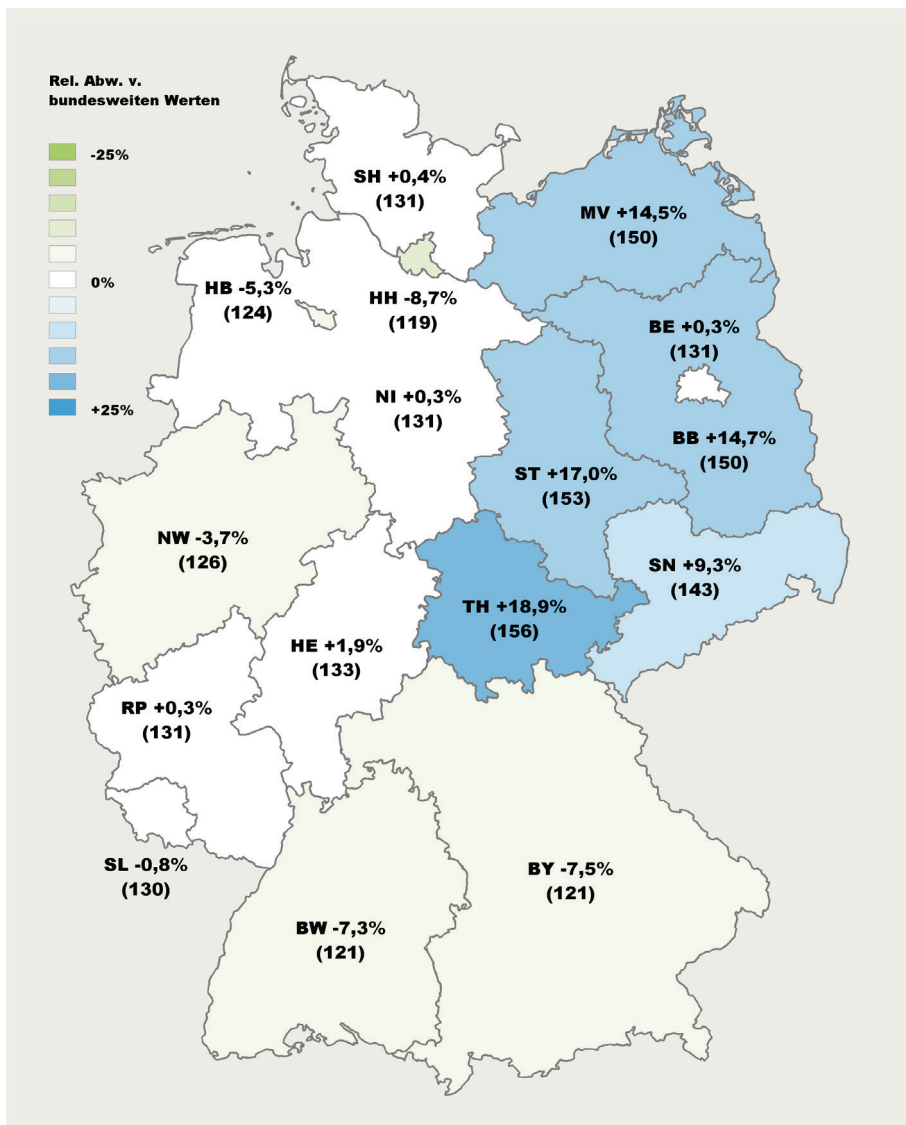 Rel. Abw. v.
bundesweiten Werten
-25%
0%
+25%
SH +0,4%
(131)
MV +14,5%
(150)
HB -5,3%
(124)
HH -8,7%
(119)
BE +0,3%
(131)
NI +0,3%
(131)
BB +14,7%
(150)
ST +17,0%
(153)
NW -3,7%
(126)
SN +9,3%
(143)
TH +18,9%
(156)
HE +1,9%
(133)
RP +0,3%
(131)
SL -0,8%
(130)
BY -7,5%
(121)
BW -7,3%
(121)